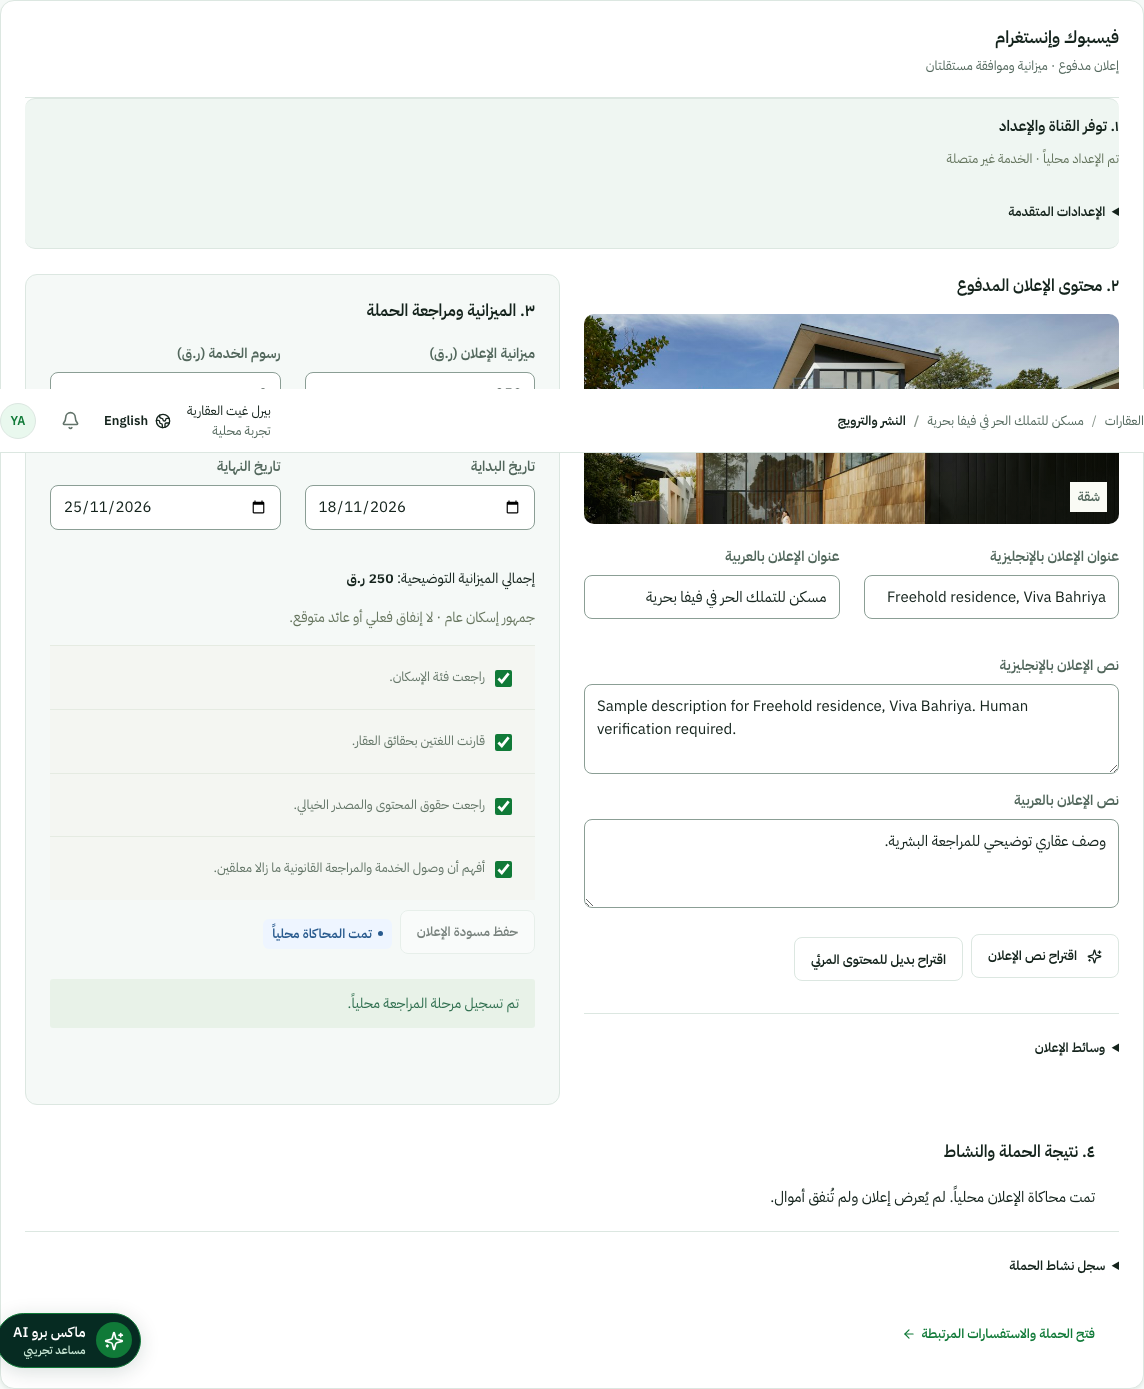 فيسبوك وإنستغرام
إعلان مدفوع · ميزانية وموافقة مستقلتان
١. توفر القناة والإعداد
تم الإعداد محلياً · الخدمة غير متصلة
الإعدادات المتقدمة
٢. محتوى الإعلان المدفوع
شقة
عنوان الإعلان بالإنجليزية
عنوان الإعلان بالعربية
Freehold residence, Viva Bahriya
مسكن للتملك الحر في فيفا بحرية
نص الإعلان بالإنجليزية
Sample description for Freehold residence, Viva Bahriya. Human
verification required.
نص الإعلان بالعربية
وصف عقاري توضيحي للمراجعة البشرية.
اقتراح نص الإعلان
اقتراح بديل للمحتوى المرئي
وسائط الإعلان
٣. الميزانية ومراجعة الحملة
ميزانية الإعلان (ر.ق)
رسوم الخدمة (ر.ق)
العقارات / مسكن للتملك الحر في فيفا بحرية / النشر والترويج
بيرل غيت العقارية
تجربة محلية
English
YA
تاريخ البداية
تاريخ النهاية
18/11/2026
25/11/2026
إجمالي الميزانية التوضيحية: 250 ر.ق
جمهور إسكان عام · لا إنفاق فعلي أو عائد متوقع.
راجعت فئة الإسكان.
قارنت اللغتين بحقائق العقار.
راجعت حقوق المحتوى والمصدر الخيالي.
أفهم أن وصول الخدمة والمراجعة القانونية ما زالا معلقين.
حفظ مسودة الإعلان
تمت المحاكاة محلياً
تم تسجيل مرحلة المراجعة محلياً.
٤. نتيجة الحملة والنشاط
تمت محاكاة الإعلان محلياً. لم يُعرض إعلان ولم تُنفق أموال.
سجل نشاط الحملة
فتح الحملة والاستفسارات المرتبطة
ماكس برو AI
مساعد تجريبي